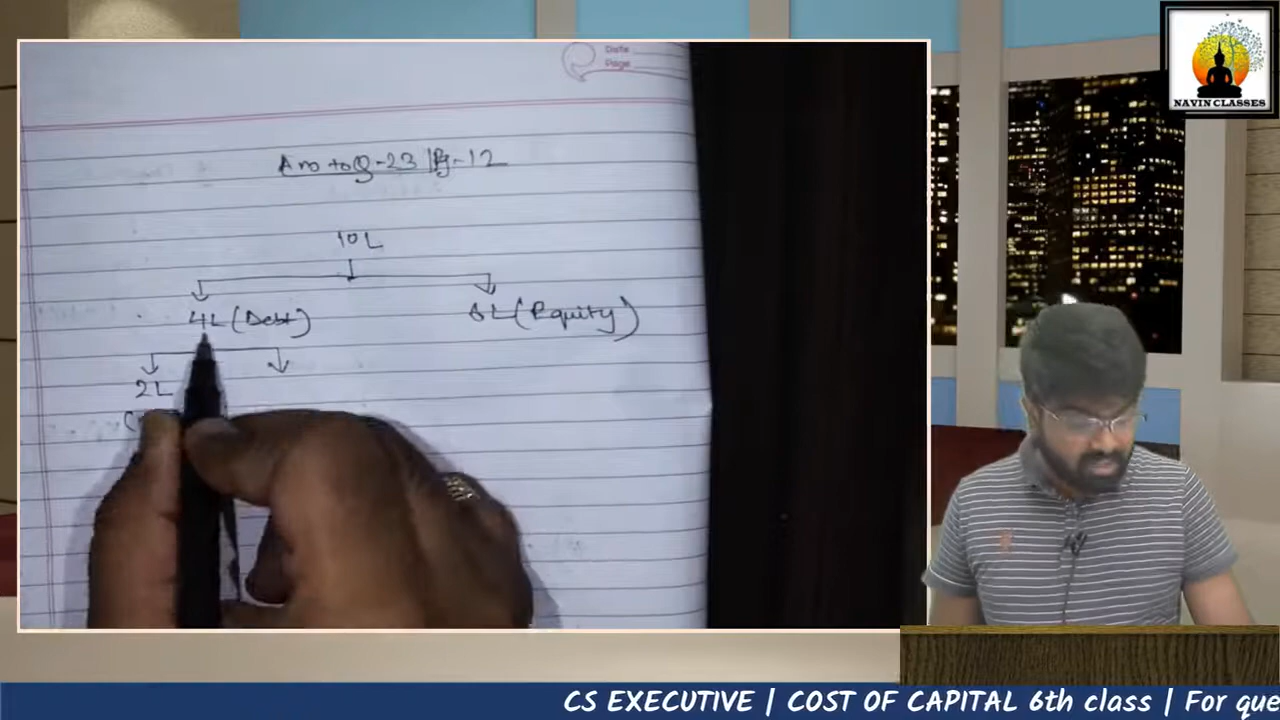 Date
Page
NAVIN CLASSES
Ans to Q-23 | Pg-12
10L
4L (Debt)
6L (Equity)
2L
CS EXECUTIVE | COST OF CAPITAL 6th class | For que